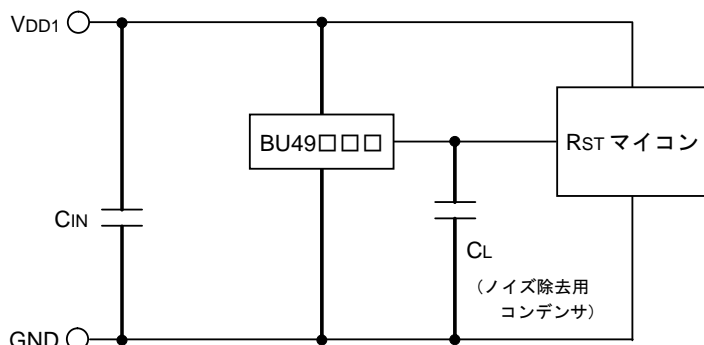 VDD1
BU49□□□
RST マイコン
CIN
CL
（ノイズ除去用
コンデンサ）
GND